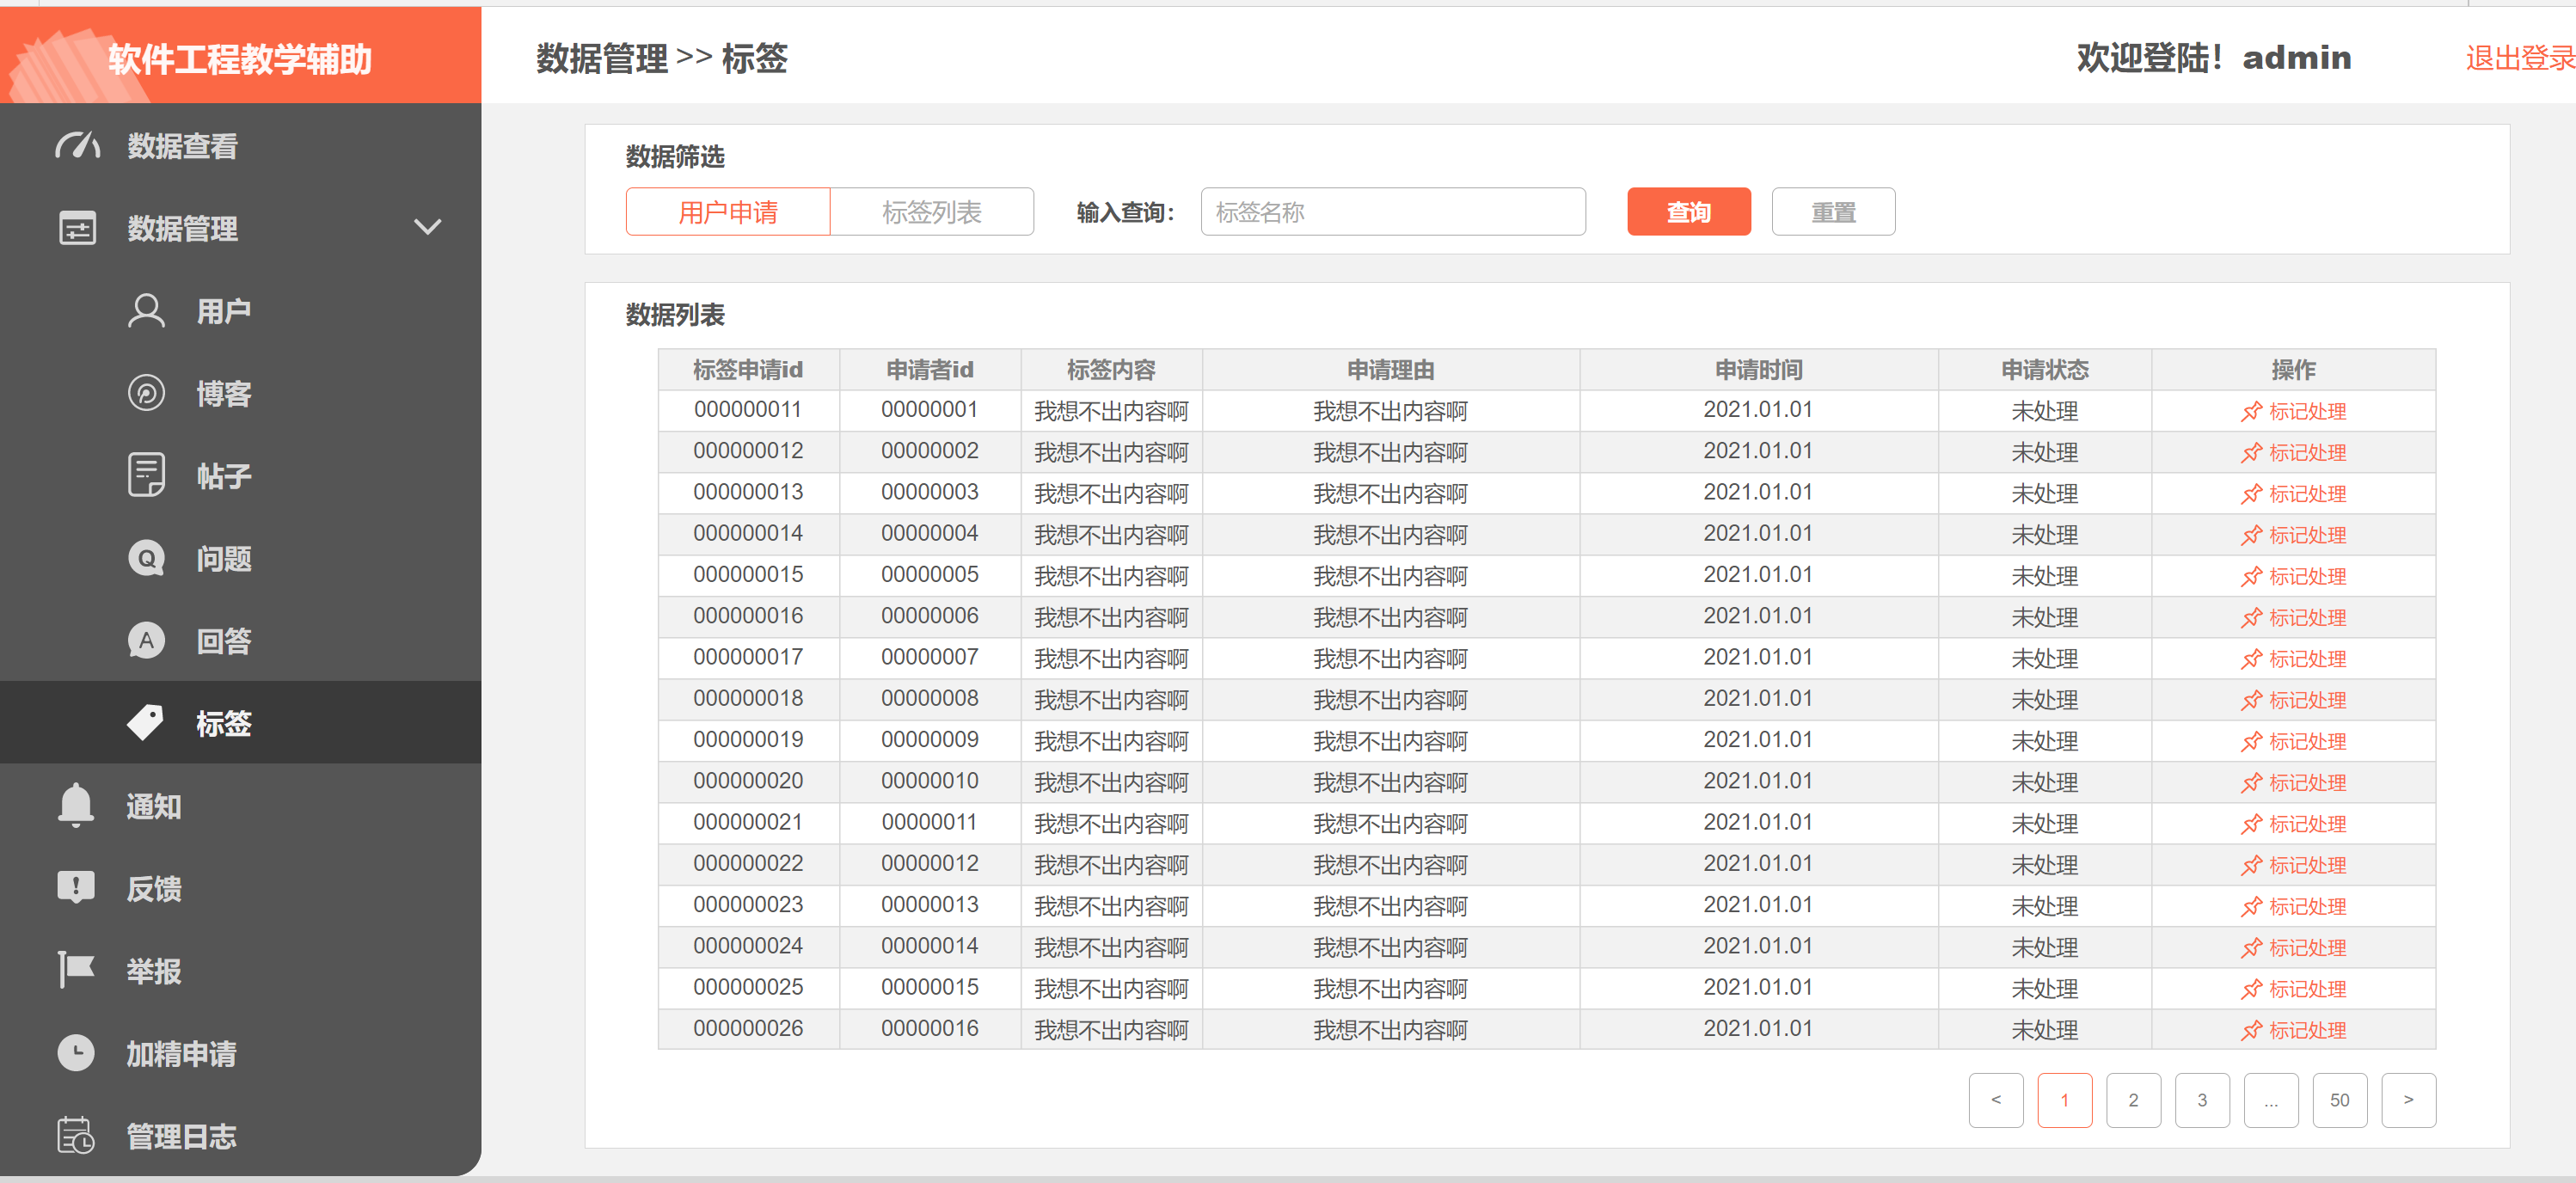 软件工程教学辅助
数据管理 >> 标签
欢迎登陆！admin
退出登录
数据查看
数据管理
用户
博客
帖子
问题
回答
标签
通知
反馈
举报
加精申请
管理日志
数据筛选
用户申请 标签列表 输入查询： 标签名称 查询 重置
数据列表
标签申请id 申请者id 标签内容 申请理由 申请时间 申请状态 操作
000000011 00000001 我想不出内容啊 我想不出内容啊 2021.01.01 未处理 标记处理
000000012 00000002 我想不出内容啊 我想不出内容啊 2021.01.01 未处理 标记处理
000000013 00000003 我想不出内容啊 我想不出内容啊 2021.01.01 未处理 标记处理
000000014 00000004 我想不出内容啊 我想不出内容啊 2021.01.01 未处理 标记处理
000000015 00000005 我想不出内容啊 我想不出内容啊 2021.01.01 未处理 标记处理
000000016 00000006 我想不出内容啊 我想不出内容啊 2021.01.01 未处理 标记处理
000000017 00000007 我想不出内容啊 我想不出内容啊 2021.01.01 未处理 标记处理
000000018 00000008 我想不出内容啊 我想不出内容啊 2021.01.01 未处理 标记处理
000000019 00000009 我想不出内容啊 我想不出内容啊 2021.01.01 未处理 标记处理
000000020 00000010 我想不出内容啊 我想不出内容啊 2021.01.01 未处理 标记处理
000000021 00000011 我想不出内容啊 我想不出内容啊 2021.01.01 未处理 标记处理
000000022 00000012 我想不出内容啊 我想不出内容啊 2021.01.01 未处理 标记处理
000000023 00000013 我想不出内容啊 我想不出内容啊 2021.01.01 未处理 标记处理
000000024 00000014 我想不出内容啊 我想不出内容啊 2021.01.01 未处理 标记处理
000000025 00000015 我想不出内容啊 我想不出内容啊 2021.01.01 未处理 标记处理
000000026 00000016 我想不出内容啊 我想不出内容啊 2021.01.01 未处理 标记处理
< 1 2 3 ... 50 >